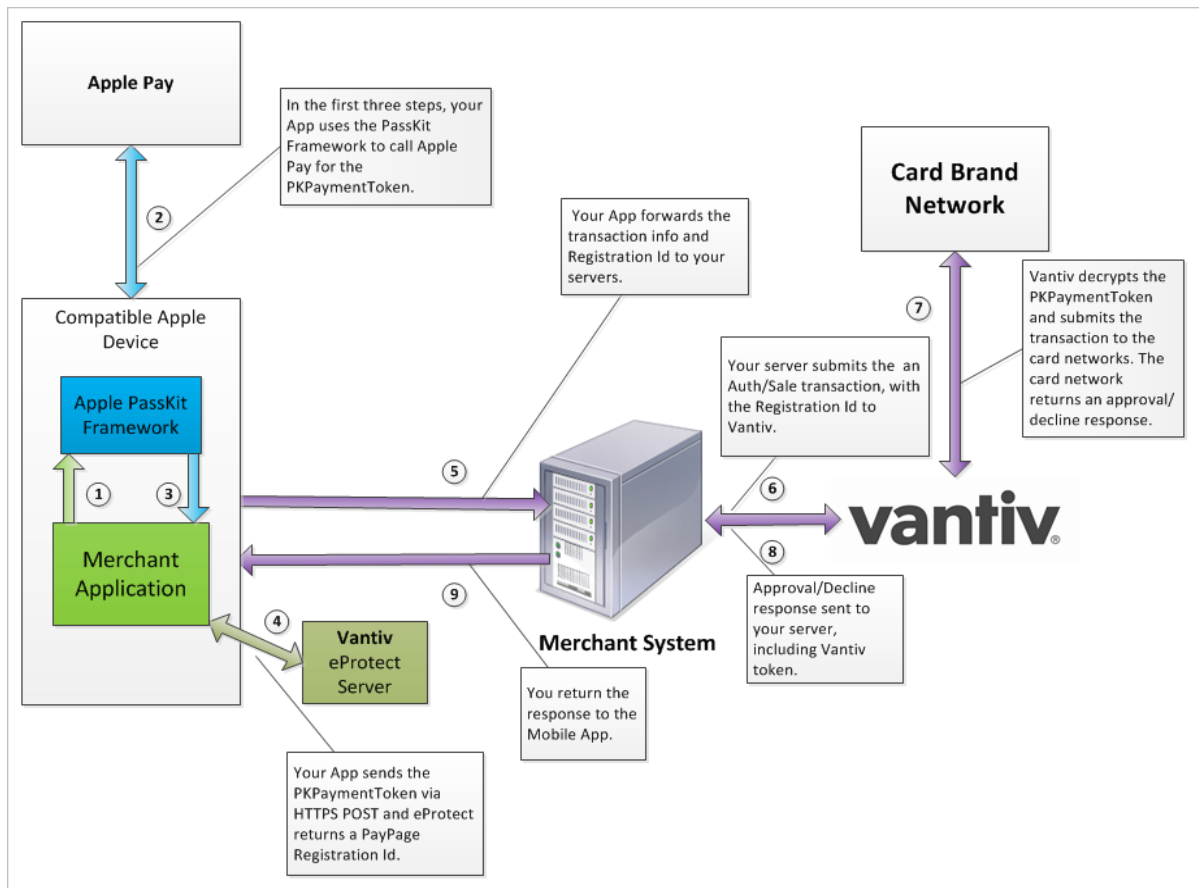 Apple Pay
In the first three steps, your
App uses the PassKit
Framework to call Apple
Pay for the
PKPaymentToken.
2
Card Brand
Network
Your App forwards the
transaction info and
Registration Id to your
servers.
Compatible Apple
Device
7
Vantiv decrypts the
PKPaymentToken
and submits the
transaction to the
card networks. The
card network
returns an approval/
decline response.
Your server submits the  an
Auth/Sale transaction, with
the Registration Id to
Vantiv.
Apple PassKit
Framework
1
3
5
6
vantiv®
Merchant
Application
8
9
Approval/Decline
response sent to
your server,
including Vantiv
token.
4
Vantiv
eProtect
Server
Merchant System
You return the
response to the
Mobile App.
Your App sends the
PKPaymentToken via
HTTPS POST and eProtect
returns a PayPage
Registration Id.